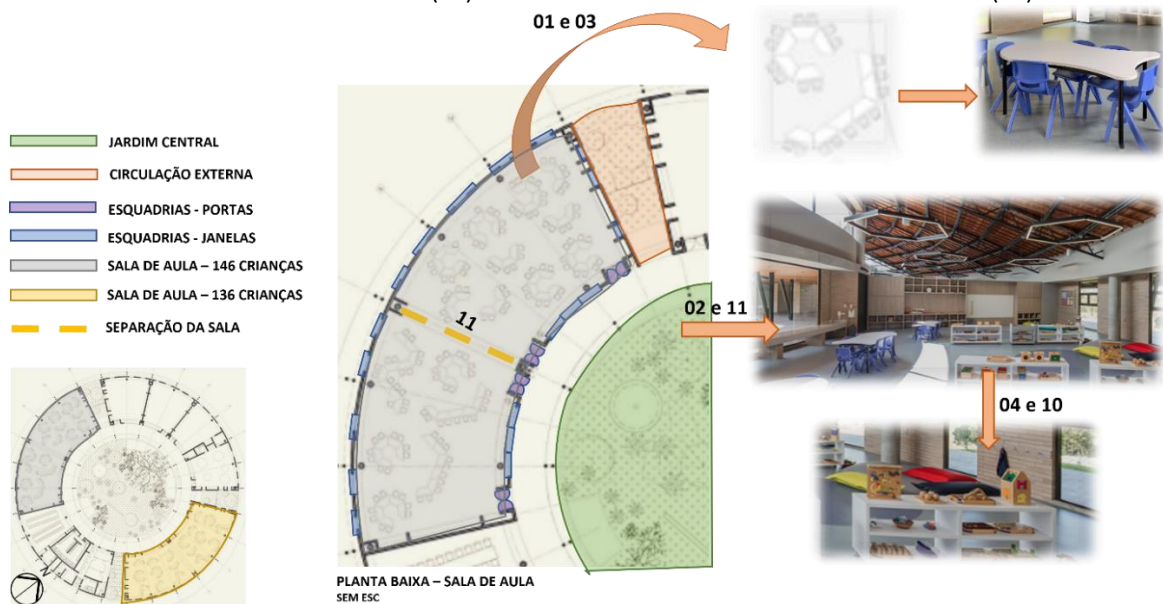 01 e 03
JARDIM CENTRAL
CIRCULAÇÃO EXTERNA
ESQUADRIAS - PORTAS
ESQUADRIAS - JANELAS
SALA DE AULA – 146 CRIANÇAS
SALA DE AULA – 136 CRIANÇAS
SEPARAÇÃO DA SALA
11
02 e 11
04 e 10
PLANTA BAIXA – SALA DE AULA
SEM ESC